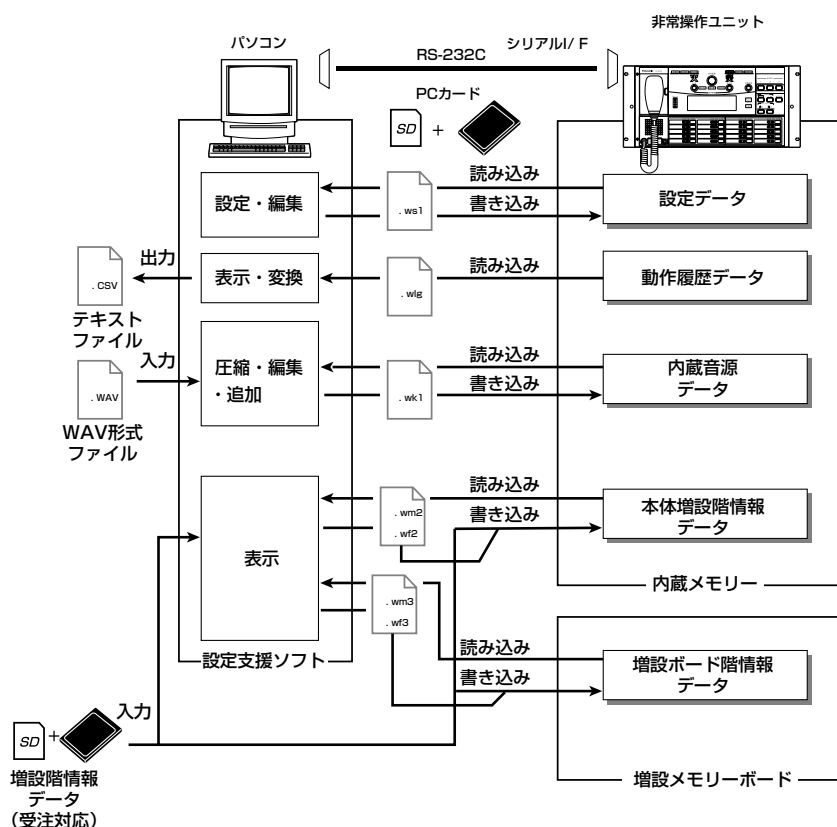 非常操作ユニット
パソコン
RS-232C
シリアルI/ F
PCカード
SD
+
設定・編集
.ws1
読み込み
書き込み
設定データ
出力
.CSV
テキスト
ファイル
表示・変換
.wlg
読み込み
動作履歴データ
入力
.WAV
WAV形式
ファイル
圧縮・編集
・追加
.wk1
読み込み
書き込み
内蔵音源
データ
表示
.wm2
.wf2
読み込み
書き込み
本体増設階情報
データ
内蔵メモリー
.wm3
.wf3
設定支援ソフト
読み込み
書き込み
増設ボード階情報
データ
増設メモリーボード
入力
SD
+
増設階情報
データ
（受注対応）